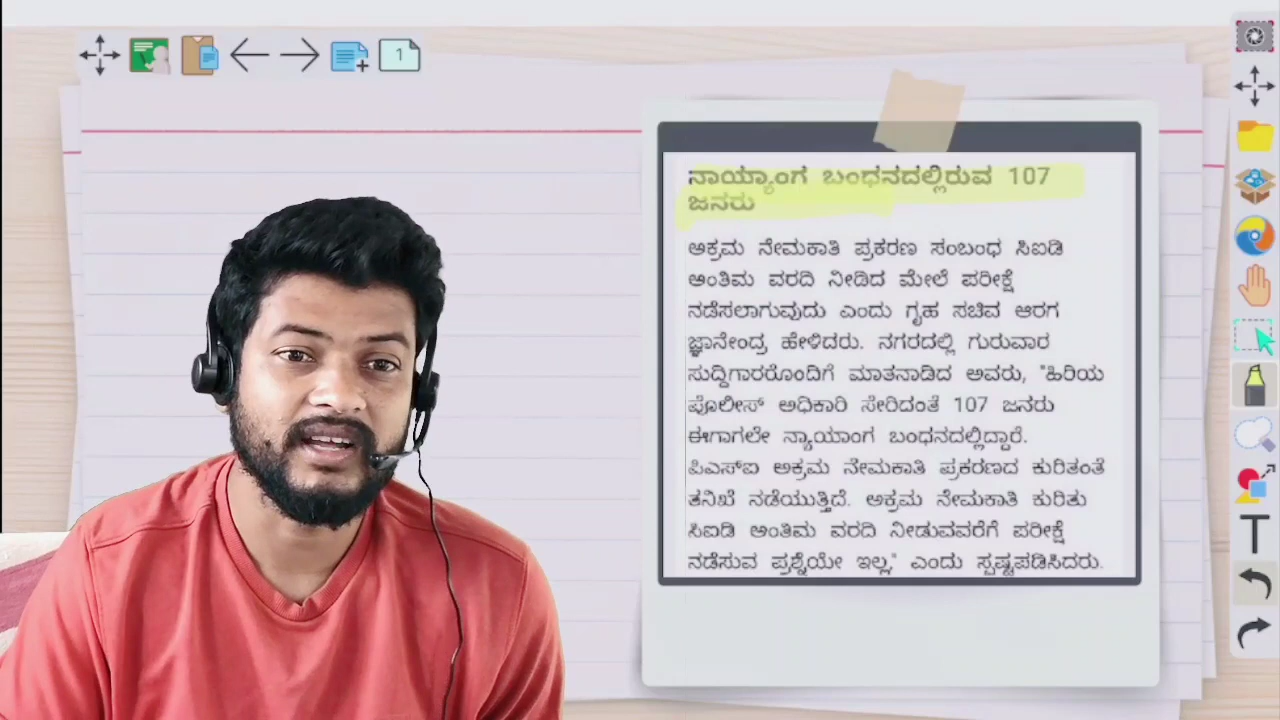 1
ನಾಯ್ಯಾಂಗ ಬಂಧನದಲ್ಲಿರುವ 107
ಜನರು
ಅಕ್ರಮ ನೇಮಕಾತಿ ಪ್ರಕರಣ ಸಂಬಂಧ ಸಿಐಡಿ
ಅಂತಿಮ ವರದಿ ನೀಡಿದ ಮೇಲೆ ಪರೀಕ್ಷೆ
ನಡೆಸಲಾಗುವುದು ಎಂದು ಗೃಹ ಸಚಿವ ಆರಗ
ಜ್ಞಾನೇಂದ್ರ ಹೇಳಿದರು. ನಗರದಲ್ಲಿ ಗುರುವಾರ
ಸುದ್ದಿಗಾರರೊಂದಿಗೆ ಮಾತನಾಡಿದ ಅವರು, "ಹಿರಿಯ
ಪೊಲೀಸ್ ಅಧಿಕಾರಿ ಸೇರಿದಂತೆ 107 ಜನರು
ಈಗಾಗಲೇ ನ್ಯಾಯಾಂಗ ಬಂಧನದಲ್ಲಿದ್ದಾರೆ.
ಪಿಎಸ್ಐ ಅಕ್ರಮ ನೇಮಕಾತಿ ಪ್ರಕರಣದ ಕುರಿತಂತೆ
ತನಿಖೆ ನಡೆಯುತ್ತಿದೆ. ಅಕ್ರಮ ನೇಮಕಾತಿ ಕುರಿತು
ಸಿಐಡಿ ಅಂತಿಮ ವರದಿ ನೀಡುವವರೆಗೆ ಪರೀಕ್ಷೆ
ನಡೆಸುವ ಪ್ರಶ್ನೆಯೇ ಇಲ್ಲ" ಎಂದು ಸ್ಪಷ್ಟಪಡಿಸಿದರು.
T